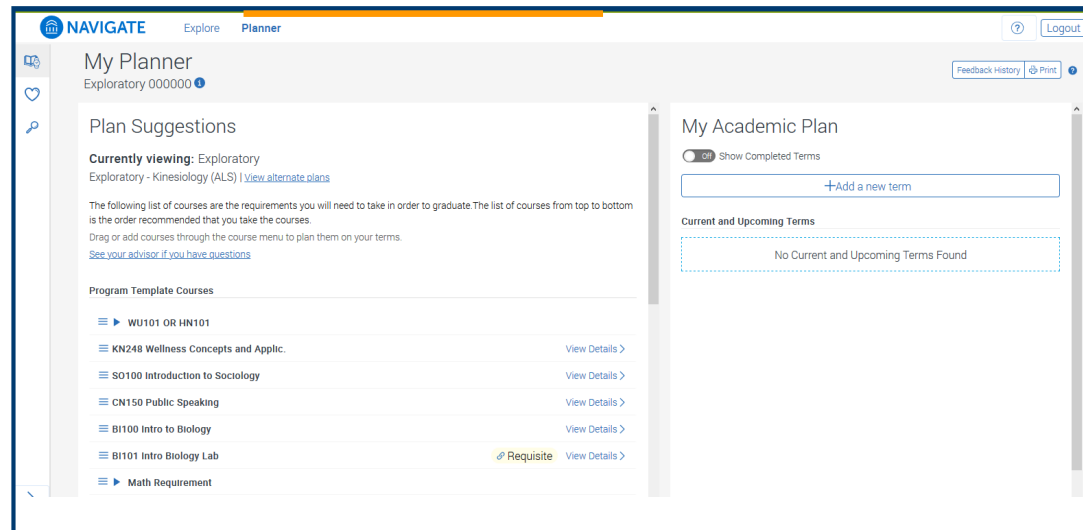 NAVIGATE Explore Planner ? Logout
My Planner
Exploratory 000000 i
Feedback History Print ?
Plan Suggestions
Currently viewing: Exploratory
Exploratory - Kinesiology (ALS) | View alternate plans
The following list of courses are the requirements you will need to take in order to graduate.The list of courses from top to bottom
is the order recommended that you take the courses.
Drag or add courses through the course menu to plan them on your terms.
See your advisor if you have questions
Program Template Courses
WU101 OR HN101
KN248 Wellness Concepts and Applic. View Details >
SO100 Introduction to Sociology View Details >
CN150 Public Speaking View Details >
BI100 Intro to Biology View Details >
BI101 Intro Biology Lab Requisite View Details >
Math Requirement
My Academic Plan
Off Show Completed Terms
+Add a new term
Current and Upcoming Terms
No Current and Upcoming Terms Found